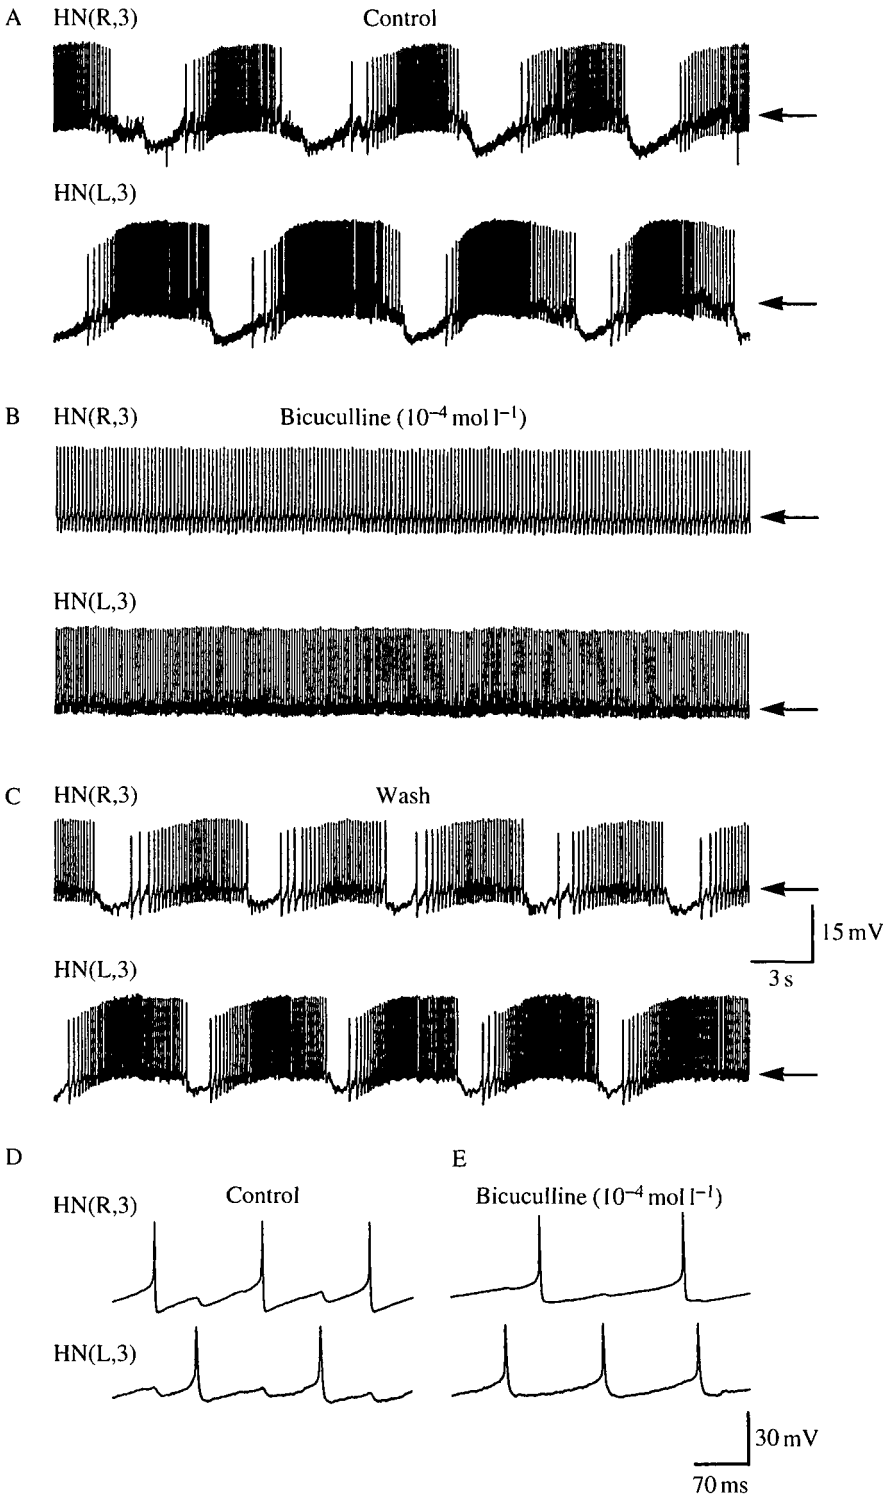 A HN(R,3) Control
HN(L,3)
B HN(R,3) Bicuculline (10⁻⁴ mol l⁻¹)
HN(L,3)
C HN(R,3) Wash
15 mV
3 s
HN(L,3)
D E
HN(R,3) Control Bicuculline (10⁻⁴ mol l⁻¹)
HN(L,3)
30 mV
70 ms